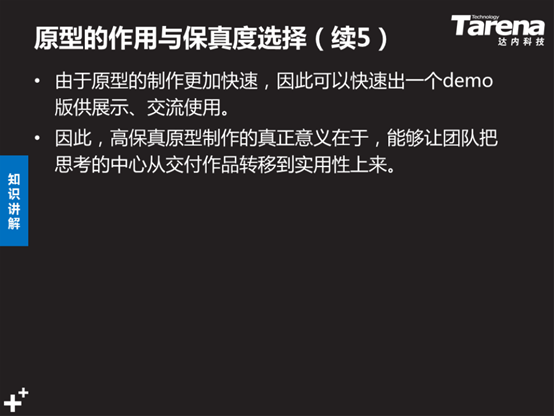 原型的作用与保真度选择（续5）
Technology
Tarena
达内科技
• 由于原型的制作更加快速，因此可以快速出一个demo
版供展示、交流使用。
• 因此，高保真原型制作的真正意义在于，能够让团队把
思考的中心从交付作品转移到实用性上来。
知识讲解